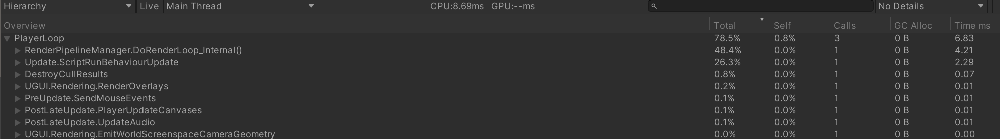 Hierarchy Live Main Thread CPU:8.69ms GPU:--ms No Details
Overview Total Self Calls GC Alloc Time ms
PlayerLoop 78.5% 0.8% 3 0 B 6.83
RenderPipelineManager.DoRenderLoop_Internal() 48.4% 0.0% 1 0 B 4.21
Update.ScriptRunBehaviourUpdate 26.3% 0.0% 1 0 B 2.29
DestroyCullResults 0.8% 0.0% 1 0 B 0.07
UGUI.Rendering.RenderOverlays 0.2% 0.0% 1 0 B 0.01
PreUpdate.SendMouseEvents 0.1% 0.0% 1 0 B 0.01
PostLateUpdate.PlayerUpdateCanvases 0.1% 0.0% 1 0 B 0.01
PostLateUpdate.UpdateAudio 0.1% 0.0% 1 0 B 0.01
UGUI.Rendering.EmitWorldScreenspaceCameraGeometry 0.0% 0.0% 1 0 B 0.00